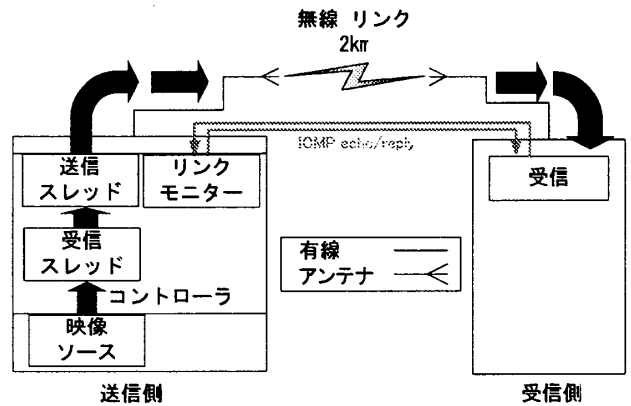 無線 リンク
2km
ICMP echo/reply
送信
スレッド
リンク
モニター
受信
スレッド
コントローラ
映像
ソース
送信側
有線
アンテナ
受信
受信側